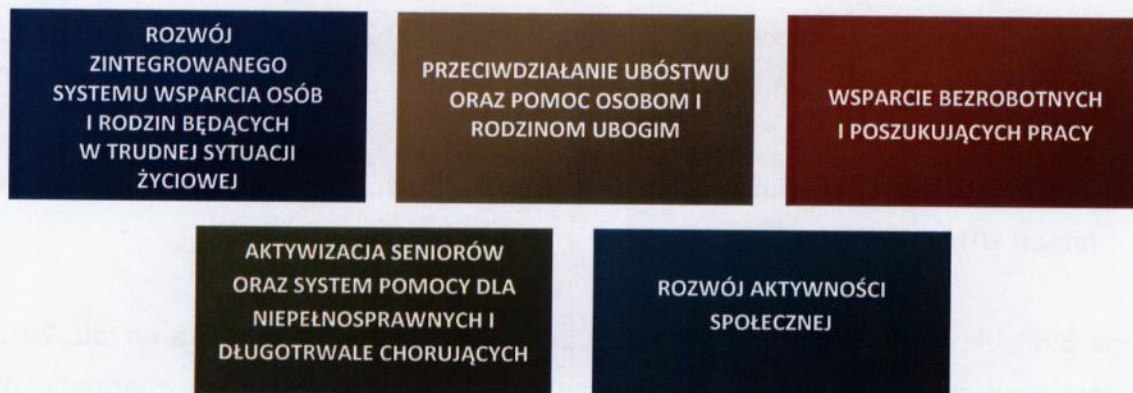 ROZWÓJ
ZINTEGROWANEGO
SYSTEMU WSPARCIA OSÓB
I RODZIN BĘDĄCYCH
W TRUDNEJ SYTUACJI
ŻYCIOWEJ
PRZECIWDZIAŁANIE UBÓSTWU
ORAZ POMOC OSOBOM I
RODZINOM UBOGIM
WSPARCIE BEZROBOTNYCH
I POSZUKUJĄCYCH PRACY
AKTYWIZACJA SENIORÓW
ORAZ SYSTEM POMOCY DLA
NIEPEŁNOSPRAWNYCH I
DŁUGOTRWALE CHORUJĄCYCH
ROZWÓJ AKTYWNOŚCI
SPOŁECZNEJ